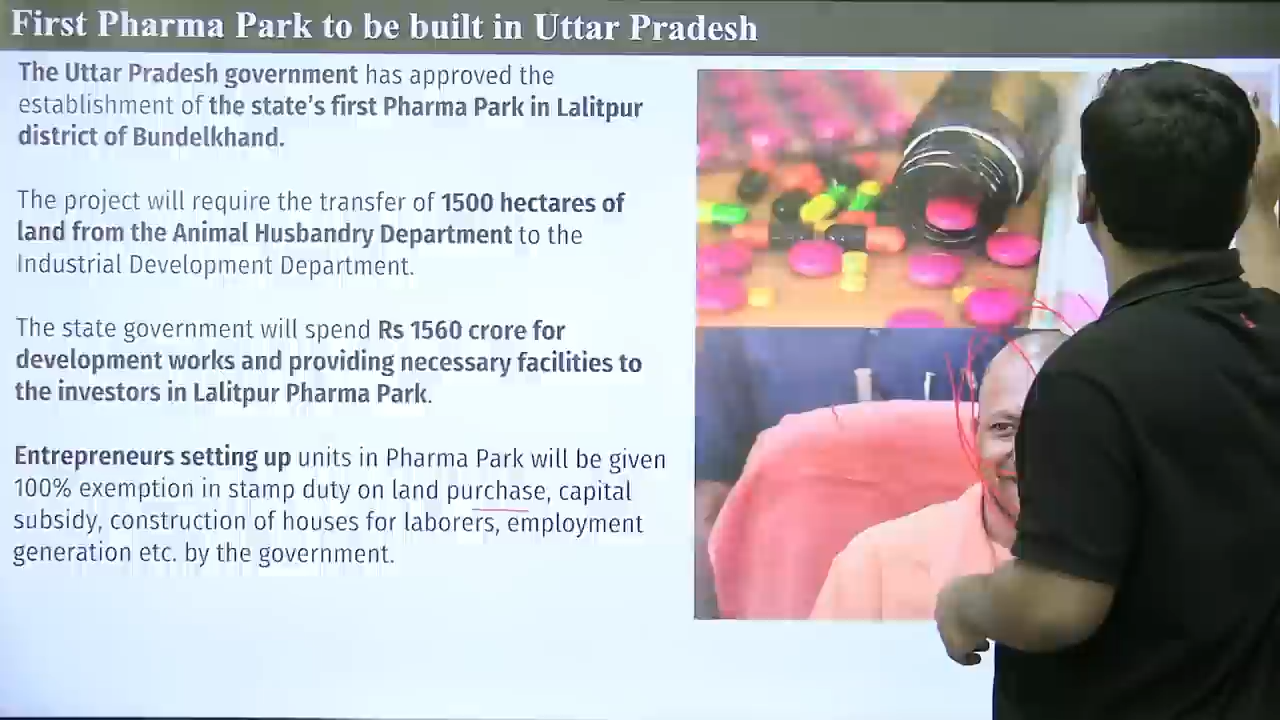 First Pharma Park to be built in Uttar Pradesh
The Uttar Pradesh government has approved the
establishment of the state's first Pharma Park in Lalitpur
district of Bundelkhand.
The project will require the transfer of 1500 hectares of
land from the Animal Husbandry Department to the
Industrial Development Department.
The state government will spend Rs 1560 crore for
development works and providing necessary facilities to
the investors in Lalitpur Pharma Park.
Entrepreneurs setting up units in Pharma Park will be given
100% exemption in stamp duty on land purchase, capital
subsidy, construction of houses for laborers, employment
generation etc. by the government.